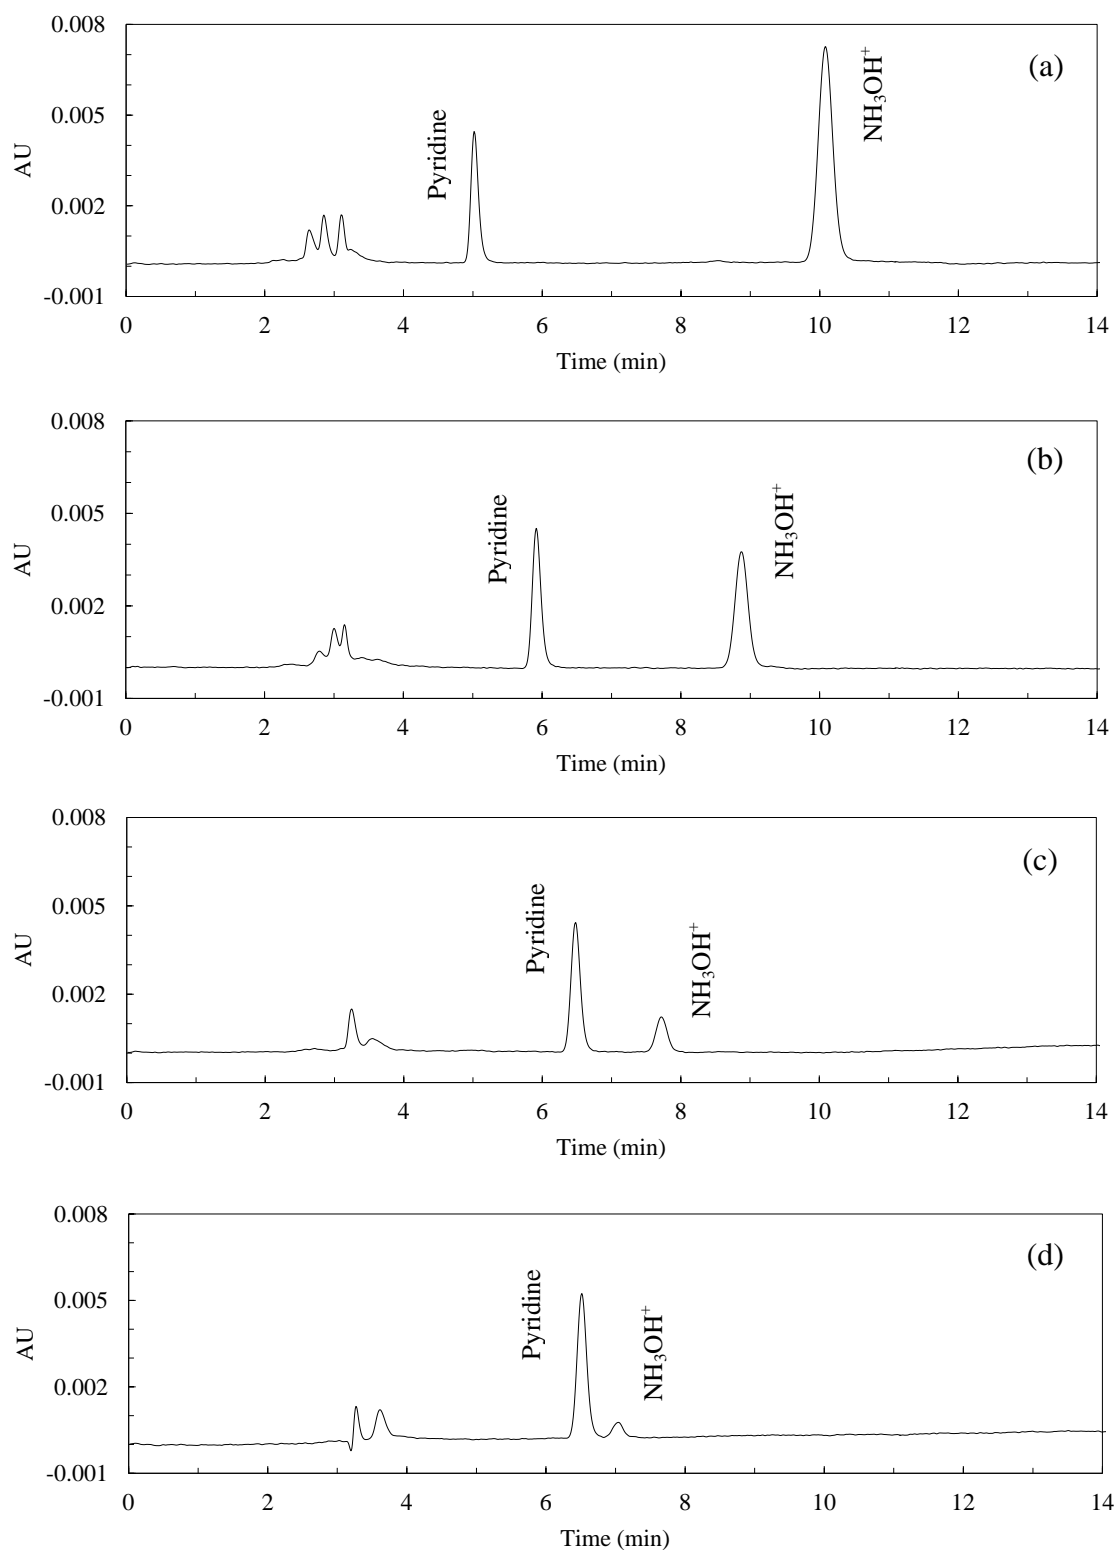 0.008
(a)
NH₃OH⁺
Pyridine
0.005
AU
0.002
-0.001
0 2 4 6 8 10 12 14
Time (min)
0.008
(b)
Pyridine
NH₃OH⁺
0.005
AU
0.002
-0.001
0 2 4 6 8 10 12 14
Time (min)
0.008
(c)
Pyridine
NH₃OH⁺
0.005
AU
0.002
-0.001
0 2 4 6 8 10 12 14
Time (min)
0.008
(d)
Pyridine
NH₃OH⁺
0.005
AU
0.002
-0.001
0 2 4 6 8 10 12 14
Time (min)